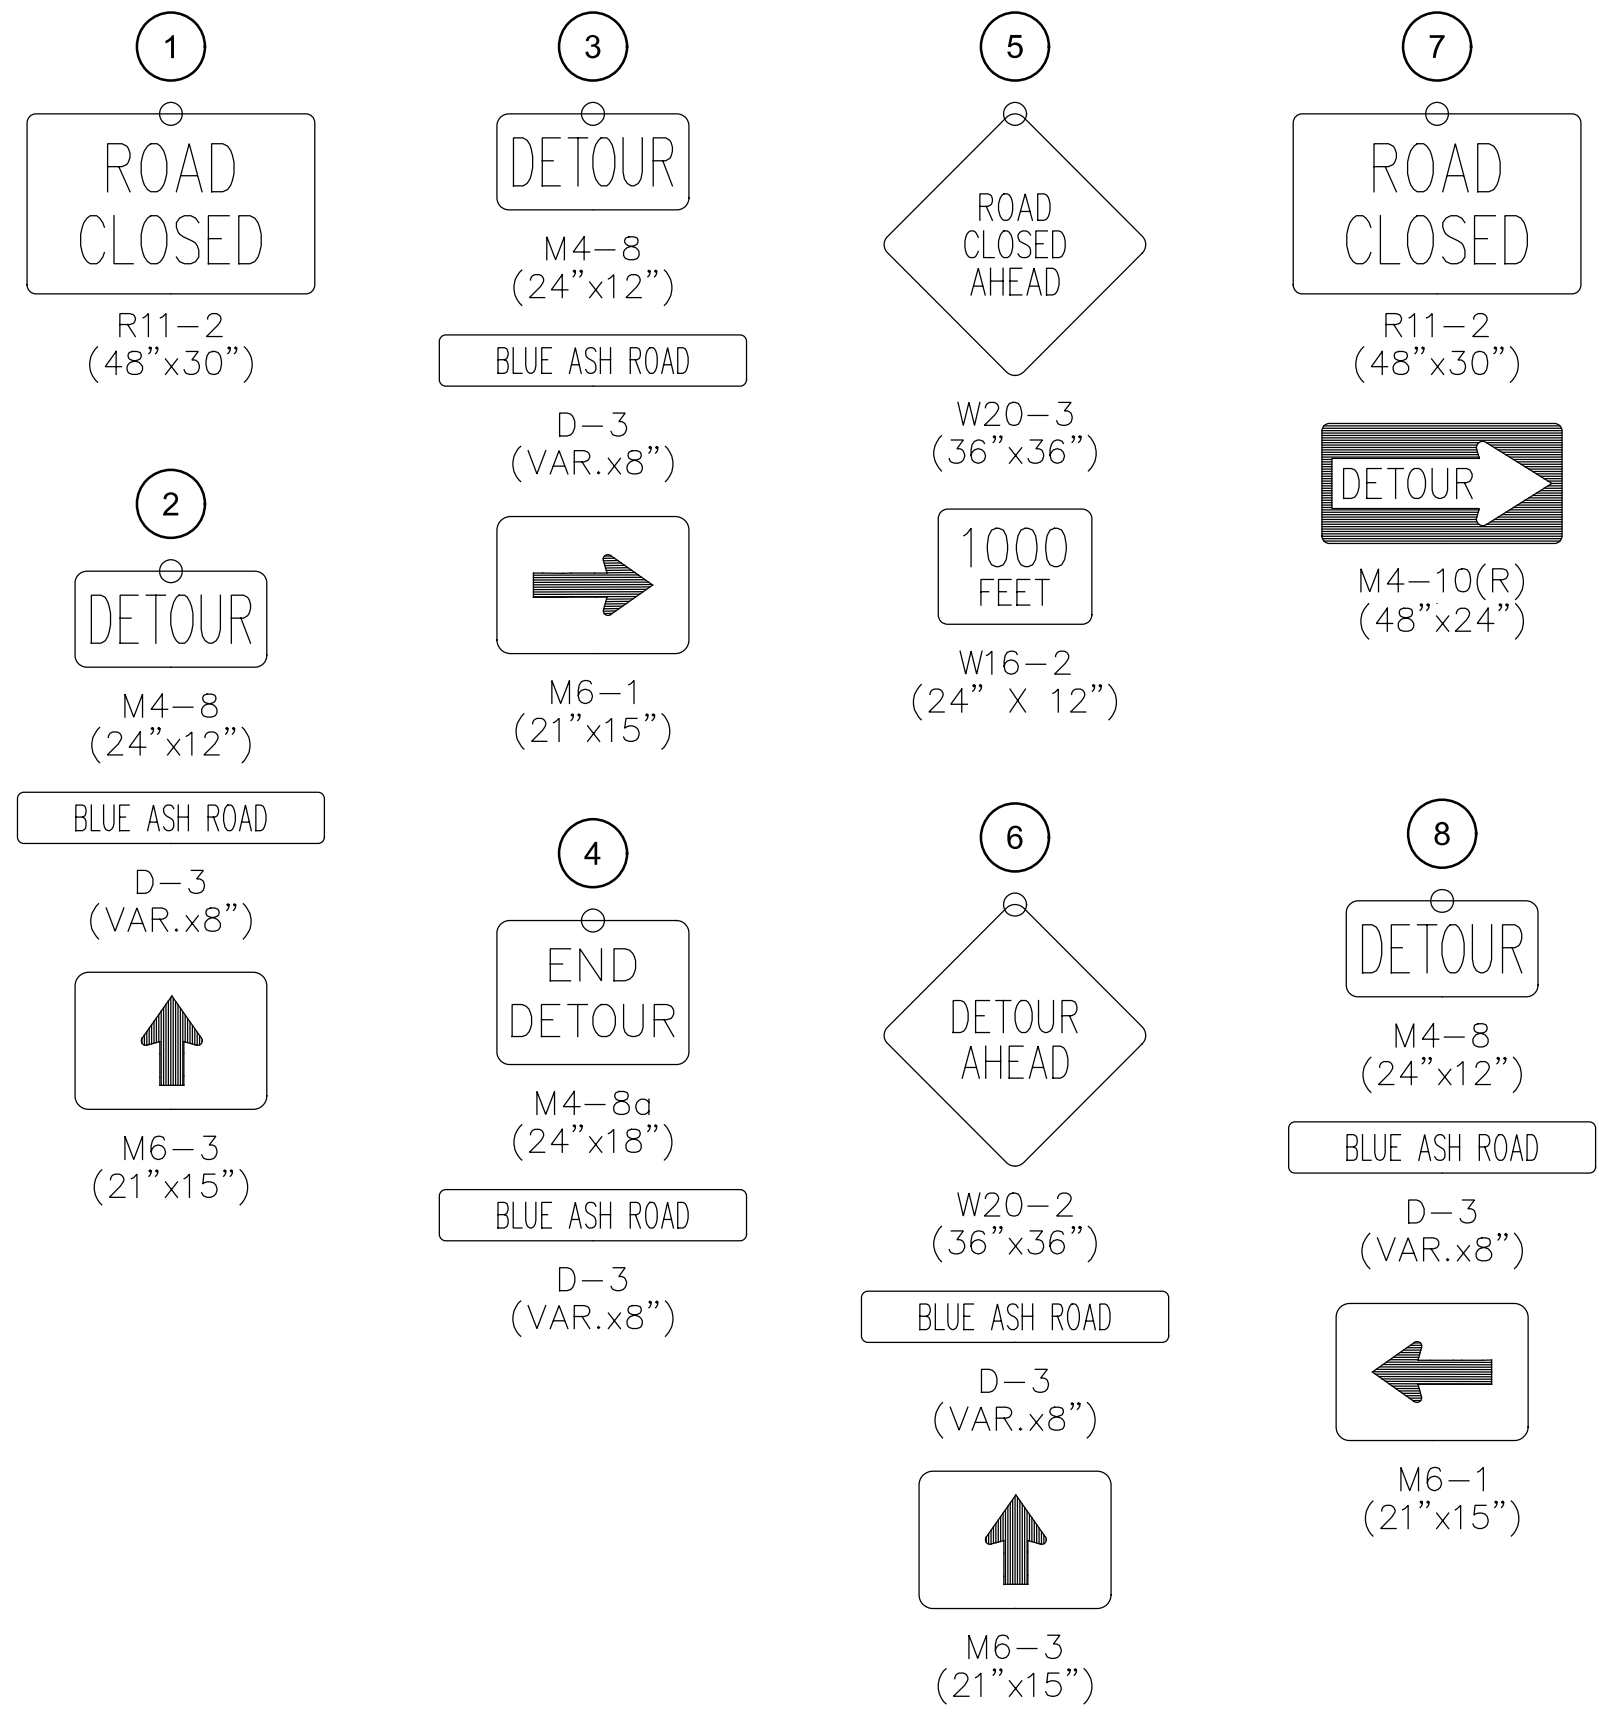 1
ROAD
CLOSED
R11-2
(48"x30")
2
DETOUR
M4-8
(24"x12")
BLUE ASH ROAD
D-3
(VAR.x8")
M6-3
(21"x15")
3
DETOUR
M4-8
(24"x12")
BLUE ASH ROAD
D-3
(VAR.x8")
M6-1
(21"x15")
4
END
DETOUR
M4-8a
(24"x18")
BLUE ASH ROAD
D-3
(VAR.x8")
5
ROAD
CLOSED
AHEAD
W20-3
(36"x36")
1000
FEET
W16-2
(24" X 12")
6
DETOUR
AHEAD
W20-2
(36"x36")
BLUE ASH ROAD
D-3
(VAR.x8")
M6-3
(21"x15")
7
ROAD
CLOSED
R11-2
(48"x30")
DETOUR
M4-10(R)
(48"x24")
8
DETOUR
M4-8
(24"x12")
BLUE ASH ROAD
D-3
(VAR.x8")
M6-1
(21"x15")